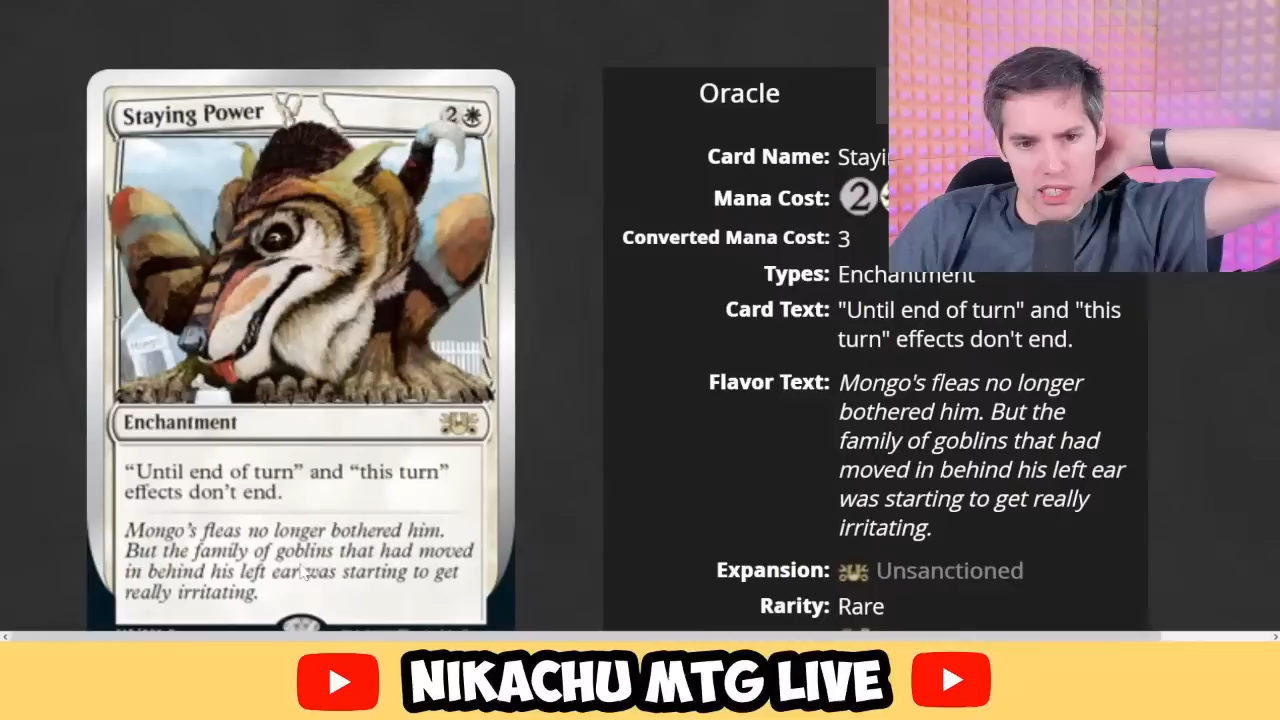 Staying Power 2
Enchantment
“Until end of turn” and “this turn”
effects don’t end.
Mongo’s fleas no longer bothered him.
But the family of goblins that had moved
in behind his left ear was starting to get
really irritating.
Oracle
Card Name: Stayi
Mana Cost: 2
Converted Mana Cost: 3
Types: Enchantment
Card Text: "Until end of turn" and "this
turn" effects don't end.
Flavor Text: Mongo's fleas no longer
bothered him. But the
family of goblins that had
moved in behind his left ear
was starting to get really
irritating.
Expansion: Unsanctioned
Rarity: Rare
NIKACHU MTG LIVE